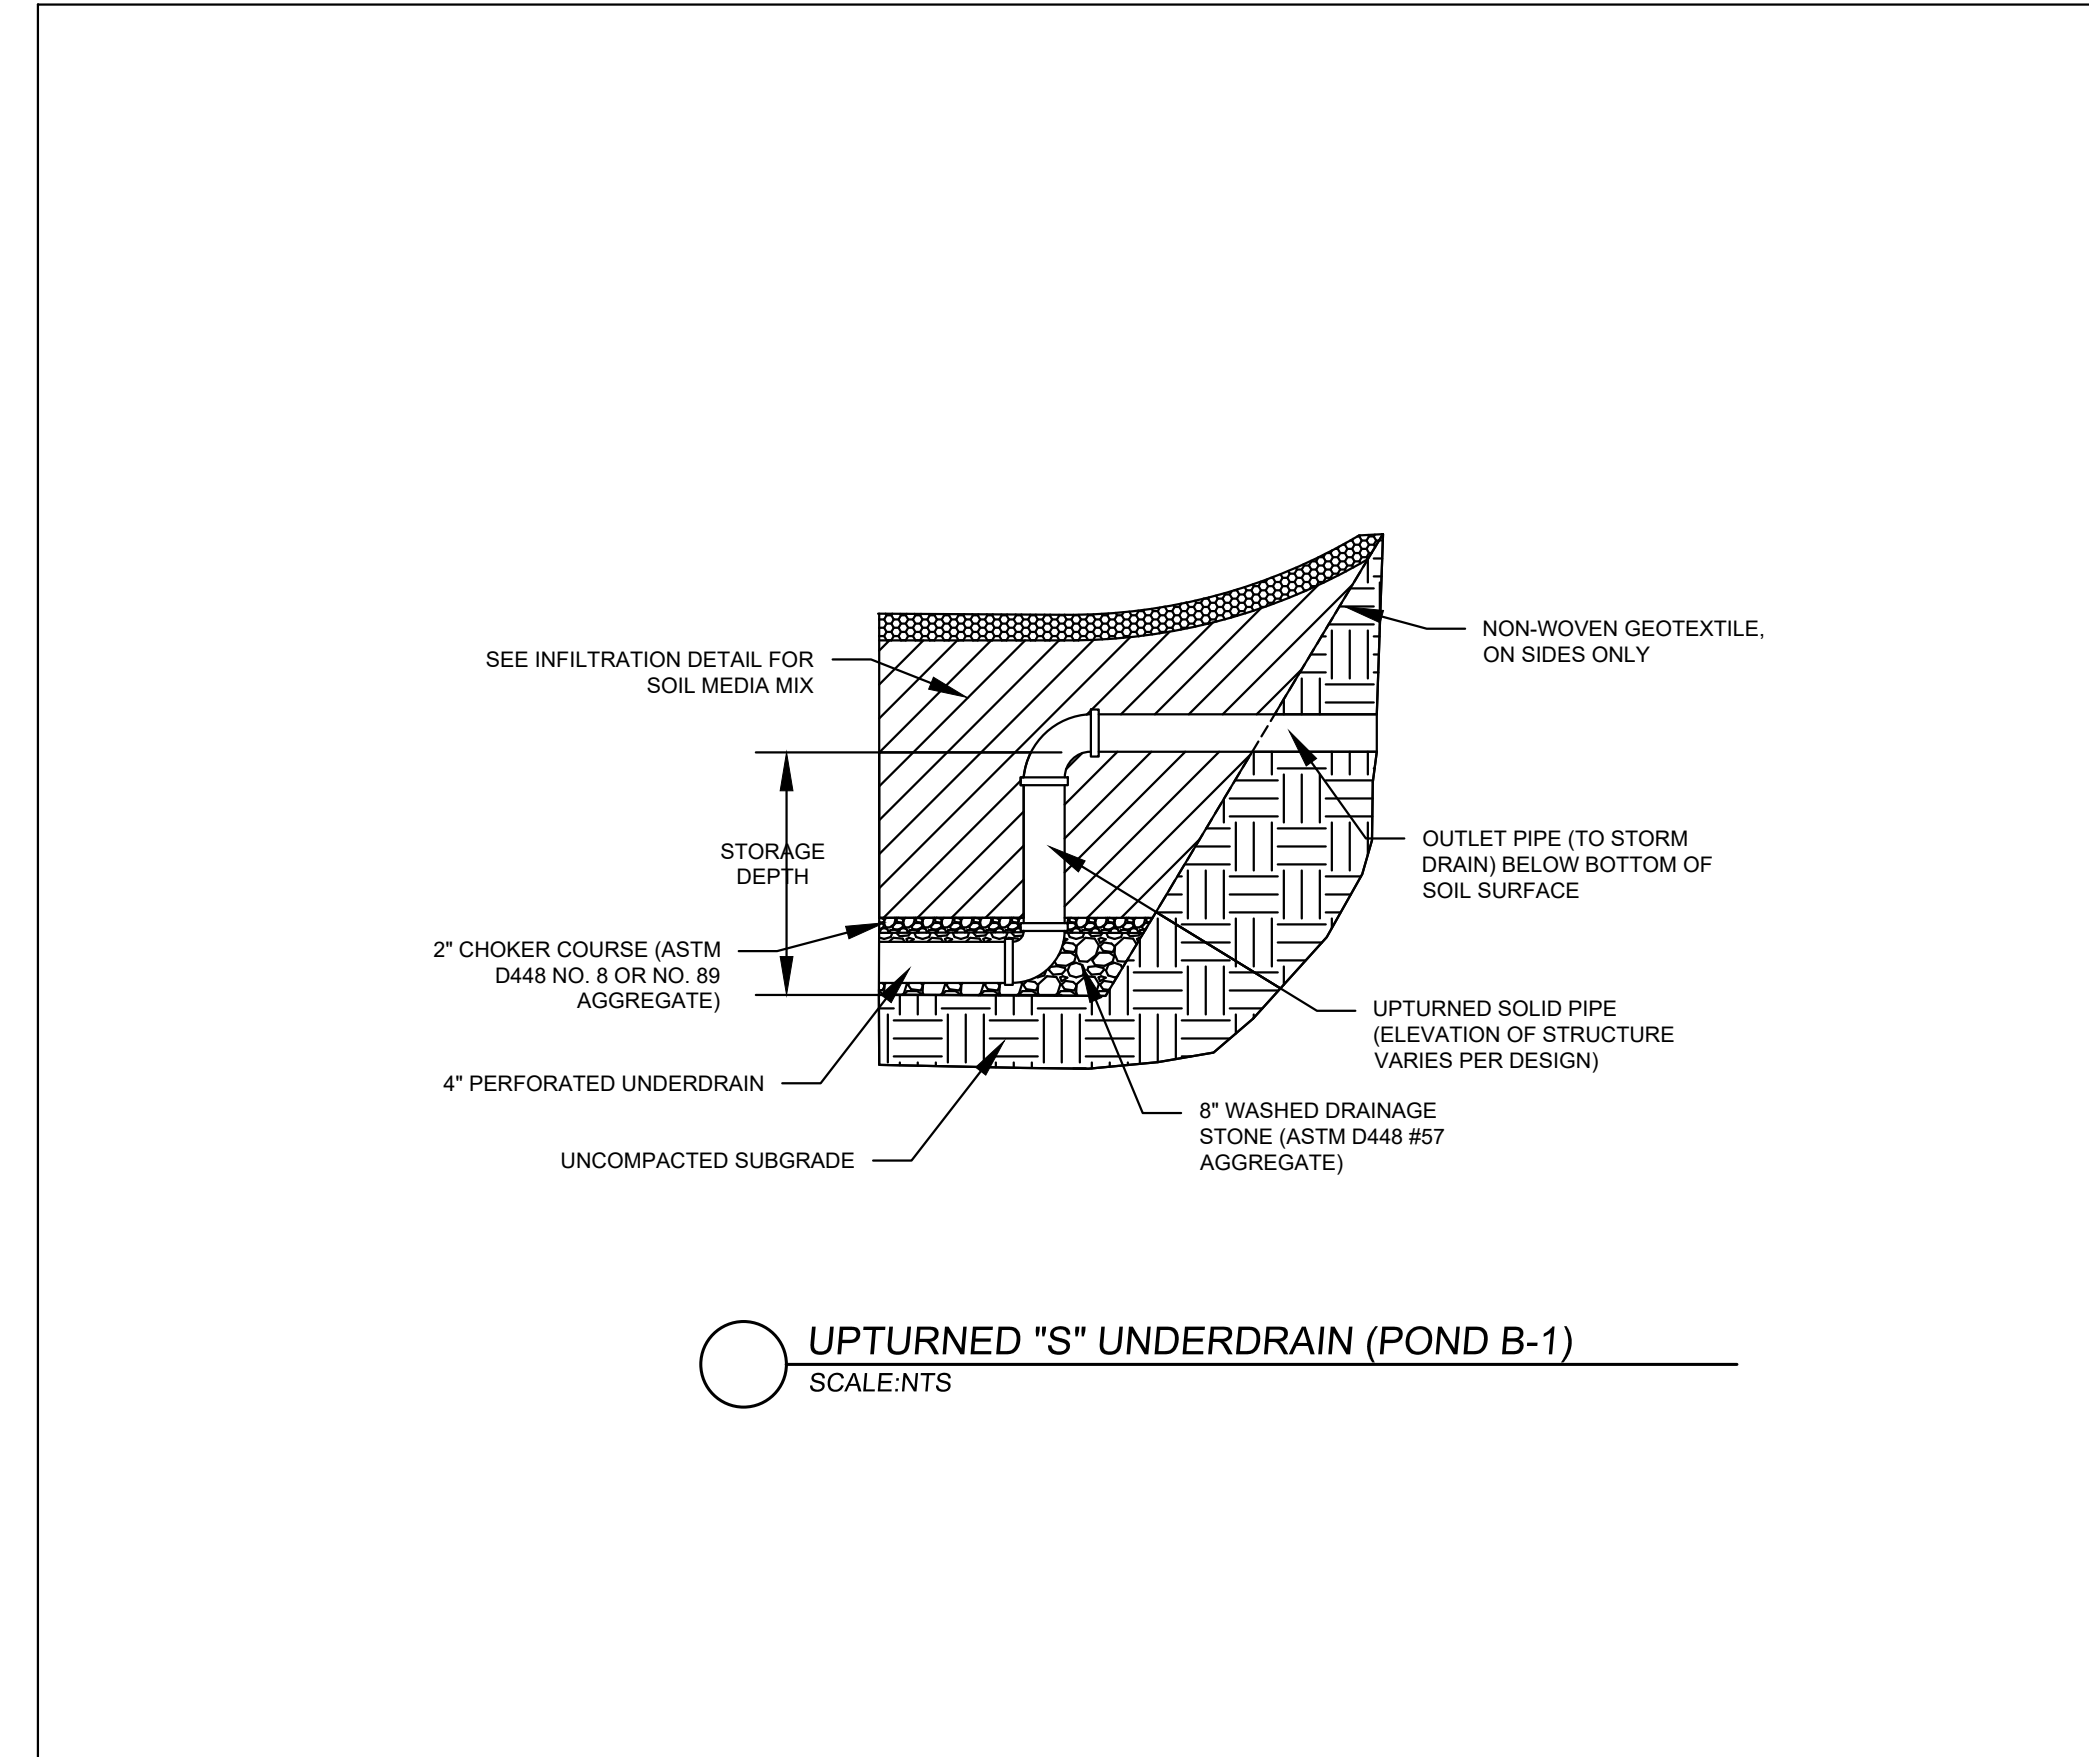 SEE INFILTRATION DETAIL FOR
SOIL MEDIA MIX
NON-WOVEN GEOTEXTILE,
ON SIDES ONLY
STORAGE
DEPTH
OUTLET PIPE (TO STORM
DRAIN) BELOW BOTTOM OF
SOIL SURFACE
2" CHOKER COURSE (ASTM
D448 NO. 8 OR NO. 89
AGGREGATE)
UPTURNED SOLID PIPE
(ELEVATION OF STRUCTURE
VARIES PER DESIGN)
4" PERFORATED UNDERDRAIN
8" WASHED DRAINAGE
STONE (ASTM D448 #57
AGGREGATE)
UNCOMPACTED SUBGRADE
UPTURNED "S" UNDERDRAIN (POND B-1)
SCALE:NTS